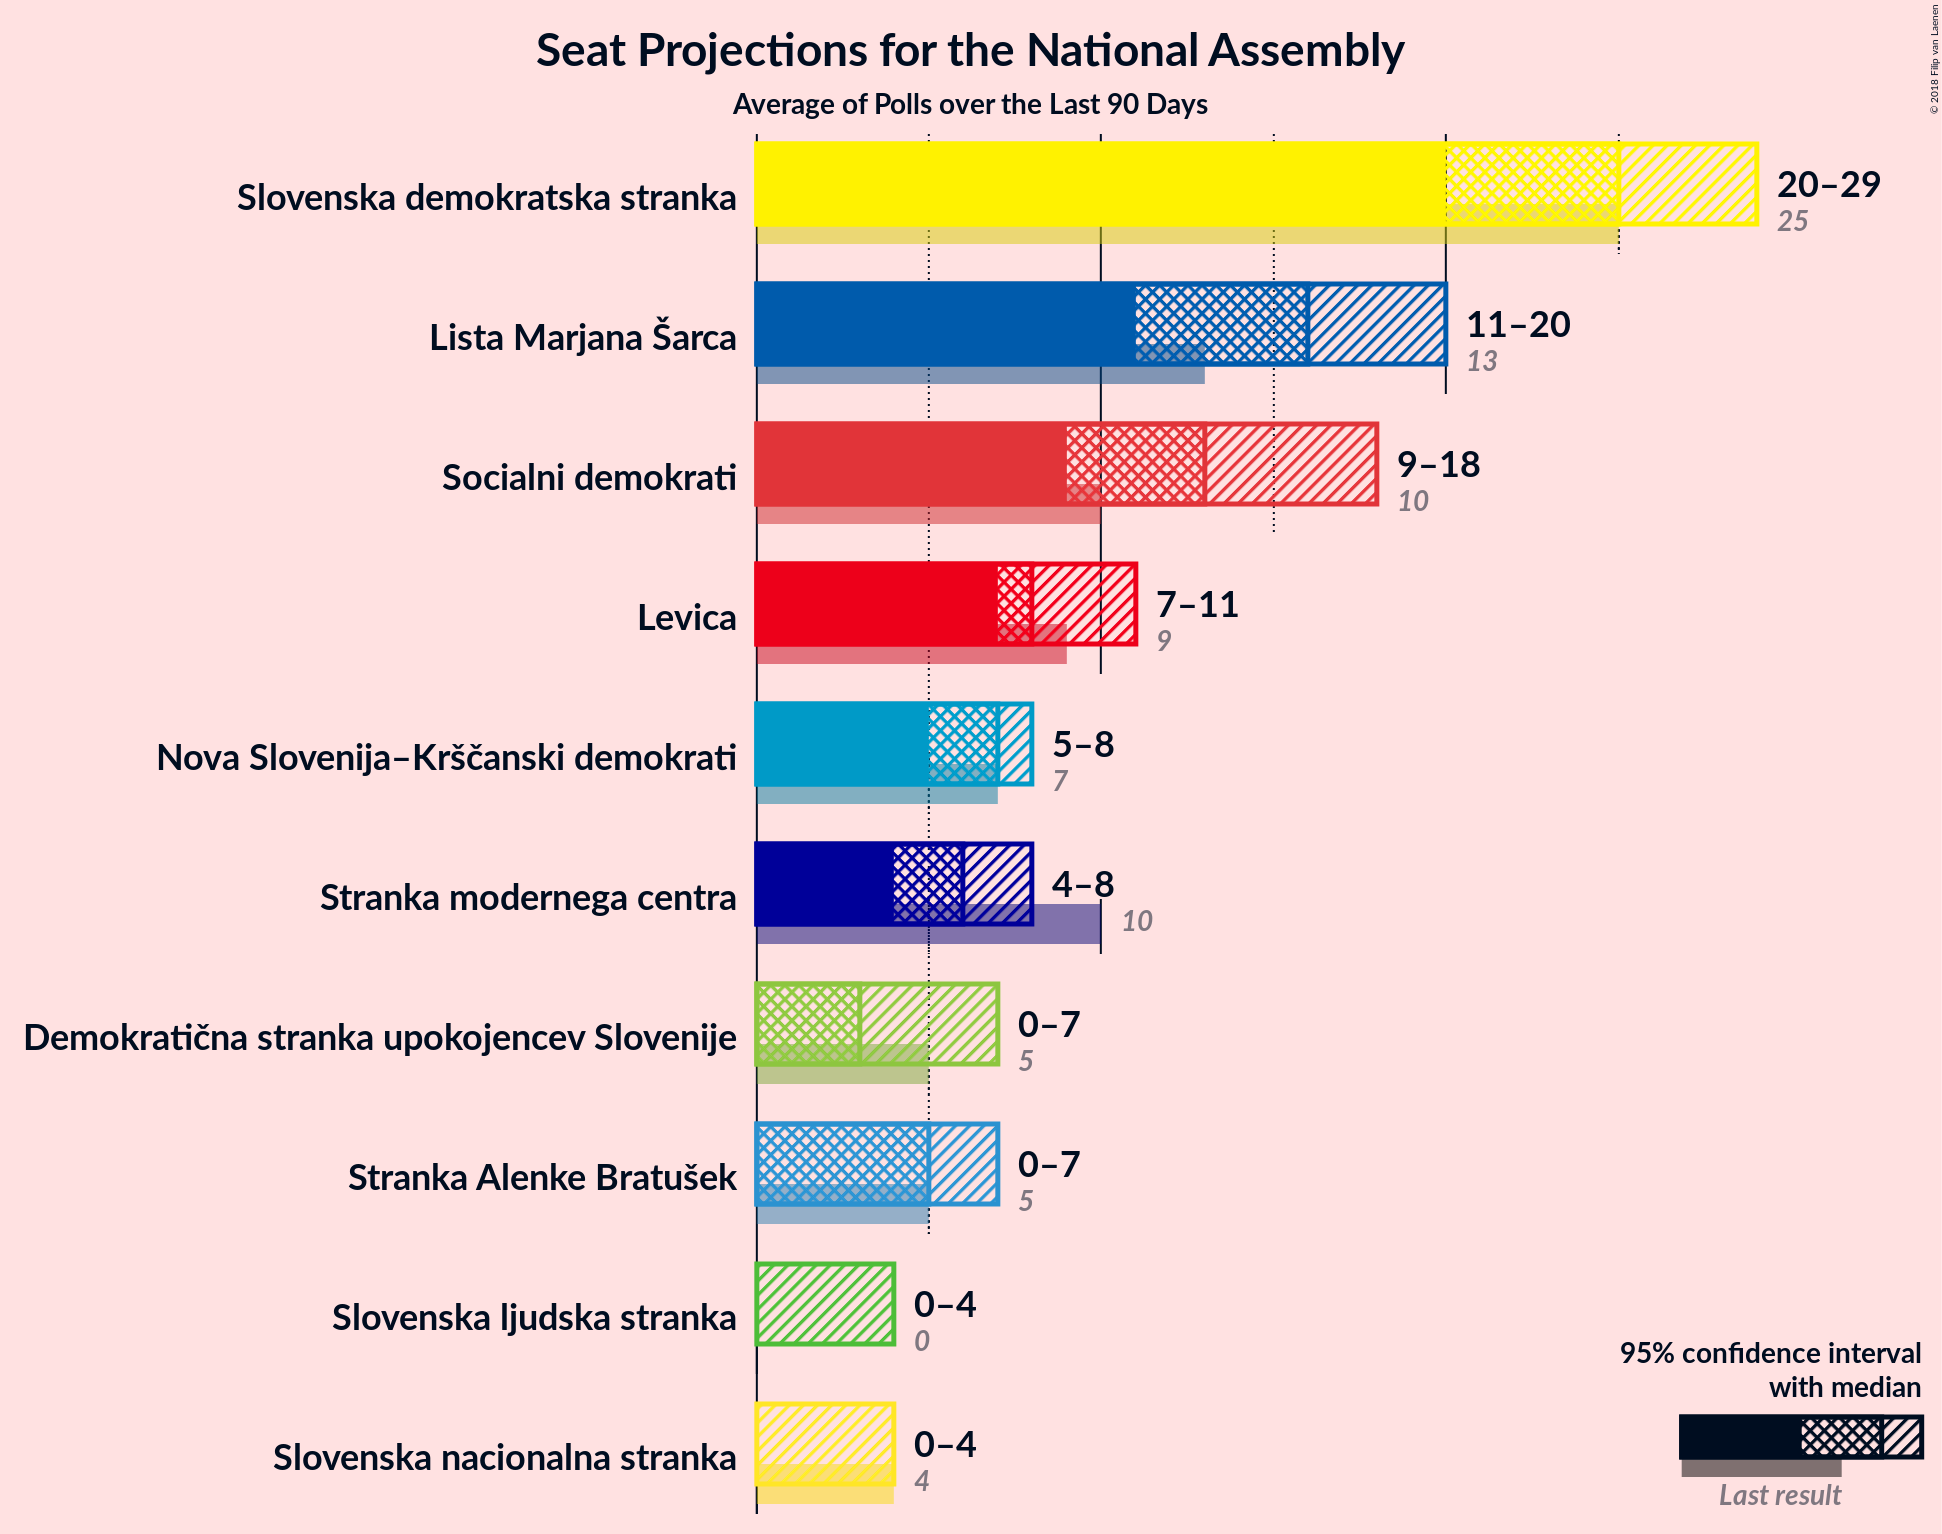 Seat Projections for the National Assembly
Average of Polls over the Last 90 Days
© 2018 Filip van Laenen
Slovenska demokratska stranka
20–29
25
Lista Marjana Šarca
11–20
13
Socialni demokrati
9–18
10
Levica
7–11
9
Nova Slovenija–Krščanski demokrati
5–8
7
Stranka modernega centra
4–8
10
Demokratična stranka upokojencev Slovenije
0–7
5
Stranka Alenke Bratušek
0–7
5
Slovenska ljudska stranka
0–4
0
Slovenska nacionalna stranka
0–4
4
95% confidence interval
with median
Last result